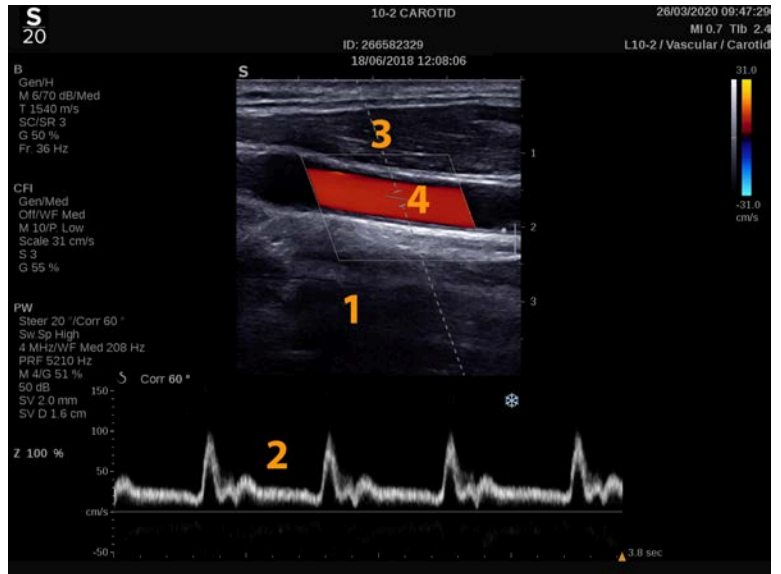 S
20
10-2 CAROTID
26/03/2020 09:47:29
MI 0.7 TIb 2.4
ID: 266582329
L10-2 / Vascular / Carotid
18/06/2018 12:08:06
B
Gen/H
M 6/70 dB/Med
T 1540 m/s
SC/SR 3
G 50 %
Fr. 36 Hz
CFI
Gen/Med
Off/WF Med
M 10/P. Low
Scale 31 cm/s
S 3
G 55 %
PW
Steer 20 °/Corr 60 °
Sw.Sp High
4 MHz/WF Med 208 Hz
PRF 5210 Hz
M 4/G 51 %
50 dB
SV 2.0 mm
SV D 1.6 cm
Z 100 %
S
3
4
1
1
2
3
31.0
-31.0
cm/s
Corr 60 °
150
100
50
cm/s
-50
2
3.8 sec